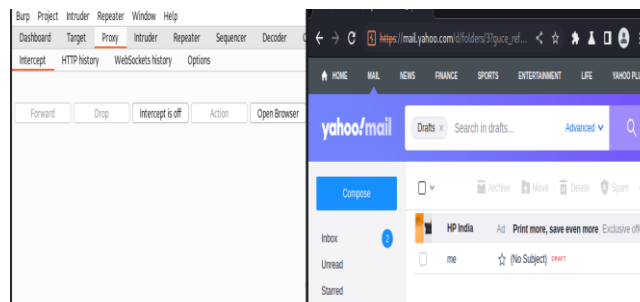 Burp Project Intruder Repeater Window Help
Dashboard Target Proxy Intruder Repeater Sequencer Decoder
Intercept HTTP history WebSockets history Options
Forward Drop Intercept is off Action Open Browser
https://mail.yahoo.com/d/folders/3?guce_ref...
HOME MAIL NEWS FINANCE SPORTS ENTERTAINMENT LIFE YAHOO PLU
yahoo!mail Drafts × Search in drafts... Advanced
Compose Archive Move Delete Spam
HP India Ad Print more, save even more Exclusive off
Inbox 2
me (No Subject) DRAFT
Unread
Starred